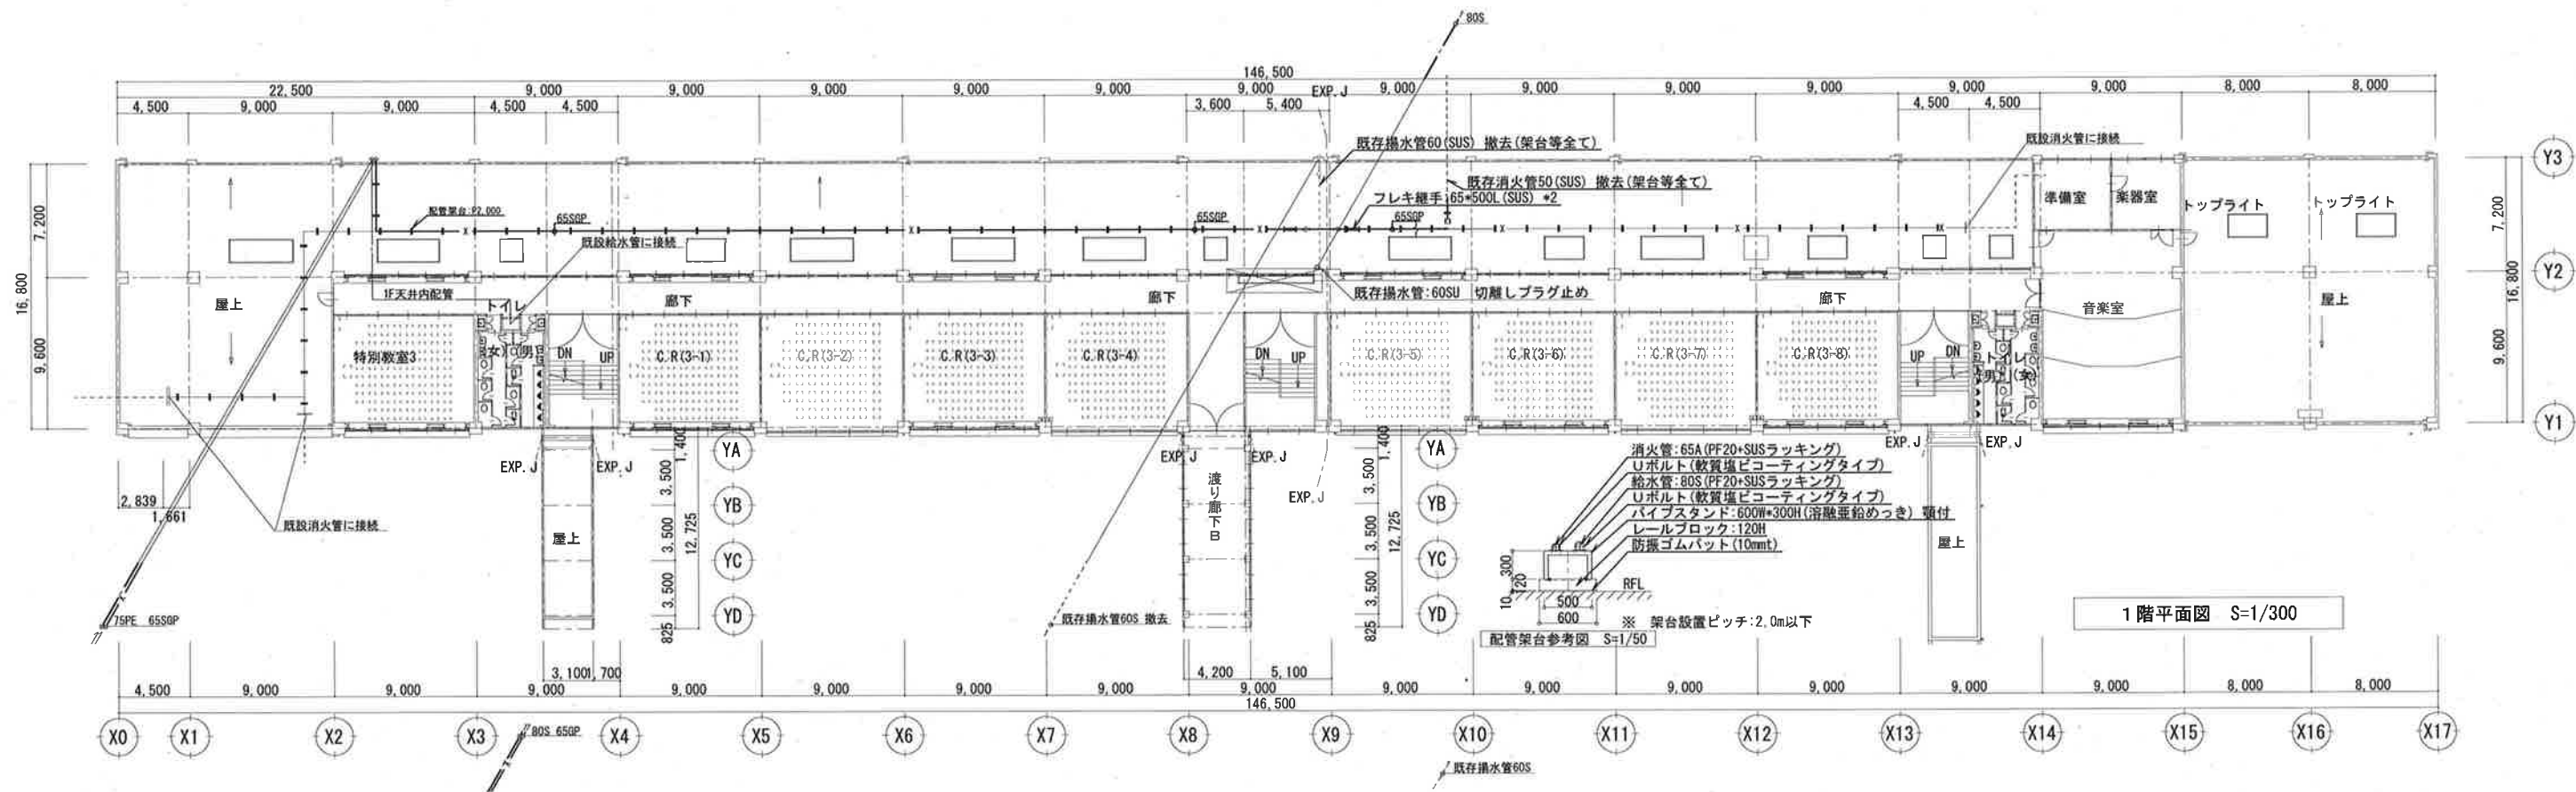 80S
146,500
22,500 9,000 9,000 9,000 9,000 9,000 9,000 9,000 9,000 9,000 9,000 9,000 9,000 8,000 8,000
EXP.J
4,500 9,000 9,000 4,500 4,500 3,600 5,400 4,500 4,500
既存揚水管60(SUS) 撤去(架台等全て)
既設消火管に接続
Y3
既存消火管50(SUS) 撤去(架台等全て)
フレキ継手:65*500L(SUS) *2
準備室 楽器室
トップライト トップライト
配管架台:P2,000
65SGP 65SGP 65SGP
既設給水管に接続
7,200 7,200
16,800 16,800
Y2
1F天井内配管
トイレ
既存揚水管:60SU 切離しプラグ止め
屋上 廊下 廊下 廊下 音楽室 屋上
9,600 9,600
特別教室3 (女) (男) DN UP C.R(3-1) C.R(3-2) C.R(3-3) C.R(3-4) DN UP C.R(3-5) C.R(3-6) C.R(3-7) C.R(3-8) UP DN トイレ
男 (女)
Y1
EXP.J EXP.J 1,400 YA EXP.J EXP.J 1,400 YA EXP.J EXP.J
消火管:65A(PF20+SUSラッキング)
Uボルト(軟質塩ビコーティングタイプ)
給水管:80S(PF20+SUSラッキング)
Uボルト(軟質塩ビコーティングタイプ)
パイプスタンド:600W*300H(溶融亜鉛めっき) 顎付
レールブロック:120H
防振ゴムパット(10mmt)
2,839
1,661
既設消火管に接続
3,500 YB EXP.J 3,500 YB
渡り廊下B
屋上 屋上
3,500 12,725 YC 3,500 12,725 YC
300
120
10
RFL
500
600
3,500 YD 3,500 YD
825 825
75PE 65SGP
既存揚水管60S 撤去
※ 架台設置ピッチ:2.0m以下
配管架台参考図 S=1/50
1階平面図 S=1/300
3,100 1,700 4,200 5,100
4,500 9,000 9,000 9,000 9,000 9,000 9,000 9,000 9,000 9,000 9,000 9,000 9,000 9,000 9,000 8,000 8,000
146,500
X0 X1 X2 X3 X4 X5 X6 X7 X8 X9 X10 X11 X12 X13 X14 X15 X16 X17
80S 65GP
既存揚水管60S